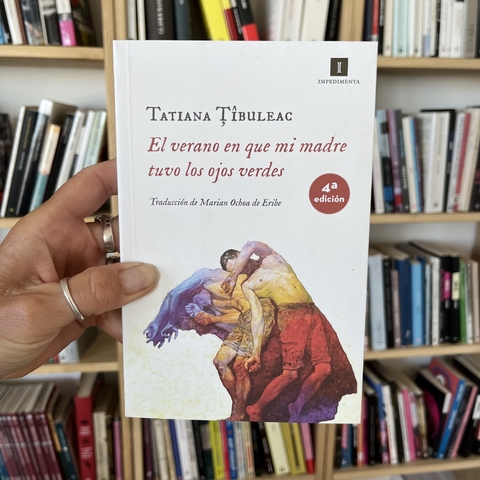 IMPEDIMENTA
TATIANA ȚÎBULEAC
El verano en que mi madre
tuvo los ojos verdes
4ª
edición
Traducción de Marian Ochoa de Eribe